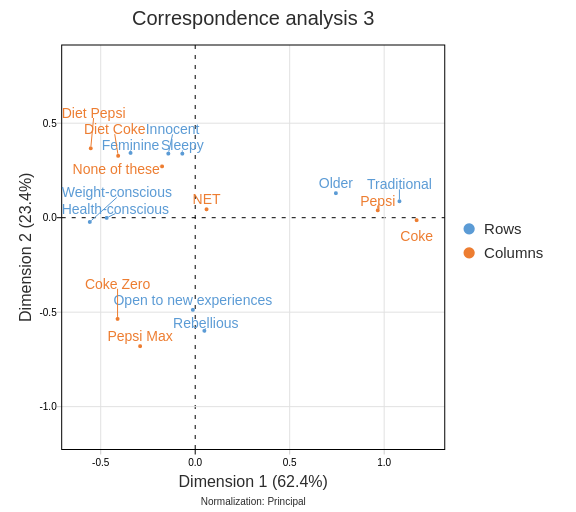 Correspondence analysis 3
Diet Pepsi
0.5
Diet Coke
Innocent
Feminine
Sleepy
None of these
Older
Traditional
Weight-conscious
NET
Pepsi
Health-conscious
0.0
Coke
Rows
Columns
Dimension 2 (23.4%)
Coke Zero
Open to new experiences
-0.5
Rebellious
Pepsi Max
-1.0
-0.5
0.0
0.5
1.0
Dimension 1 (62.4%)
Normalization: Principal